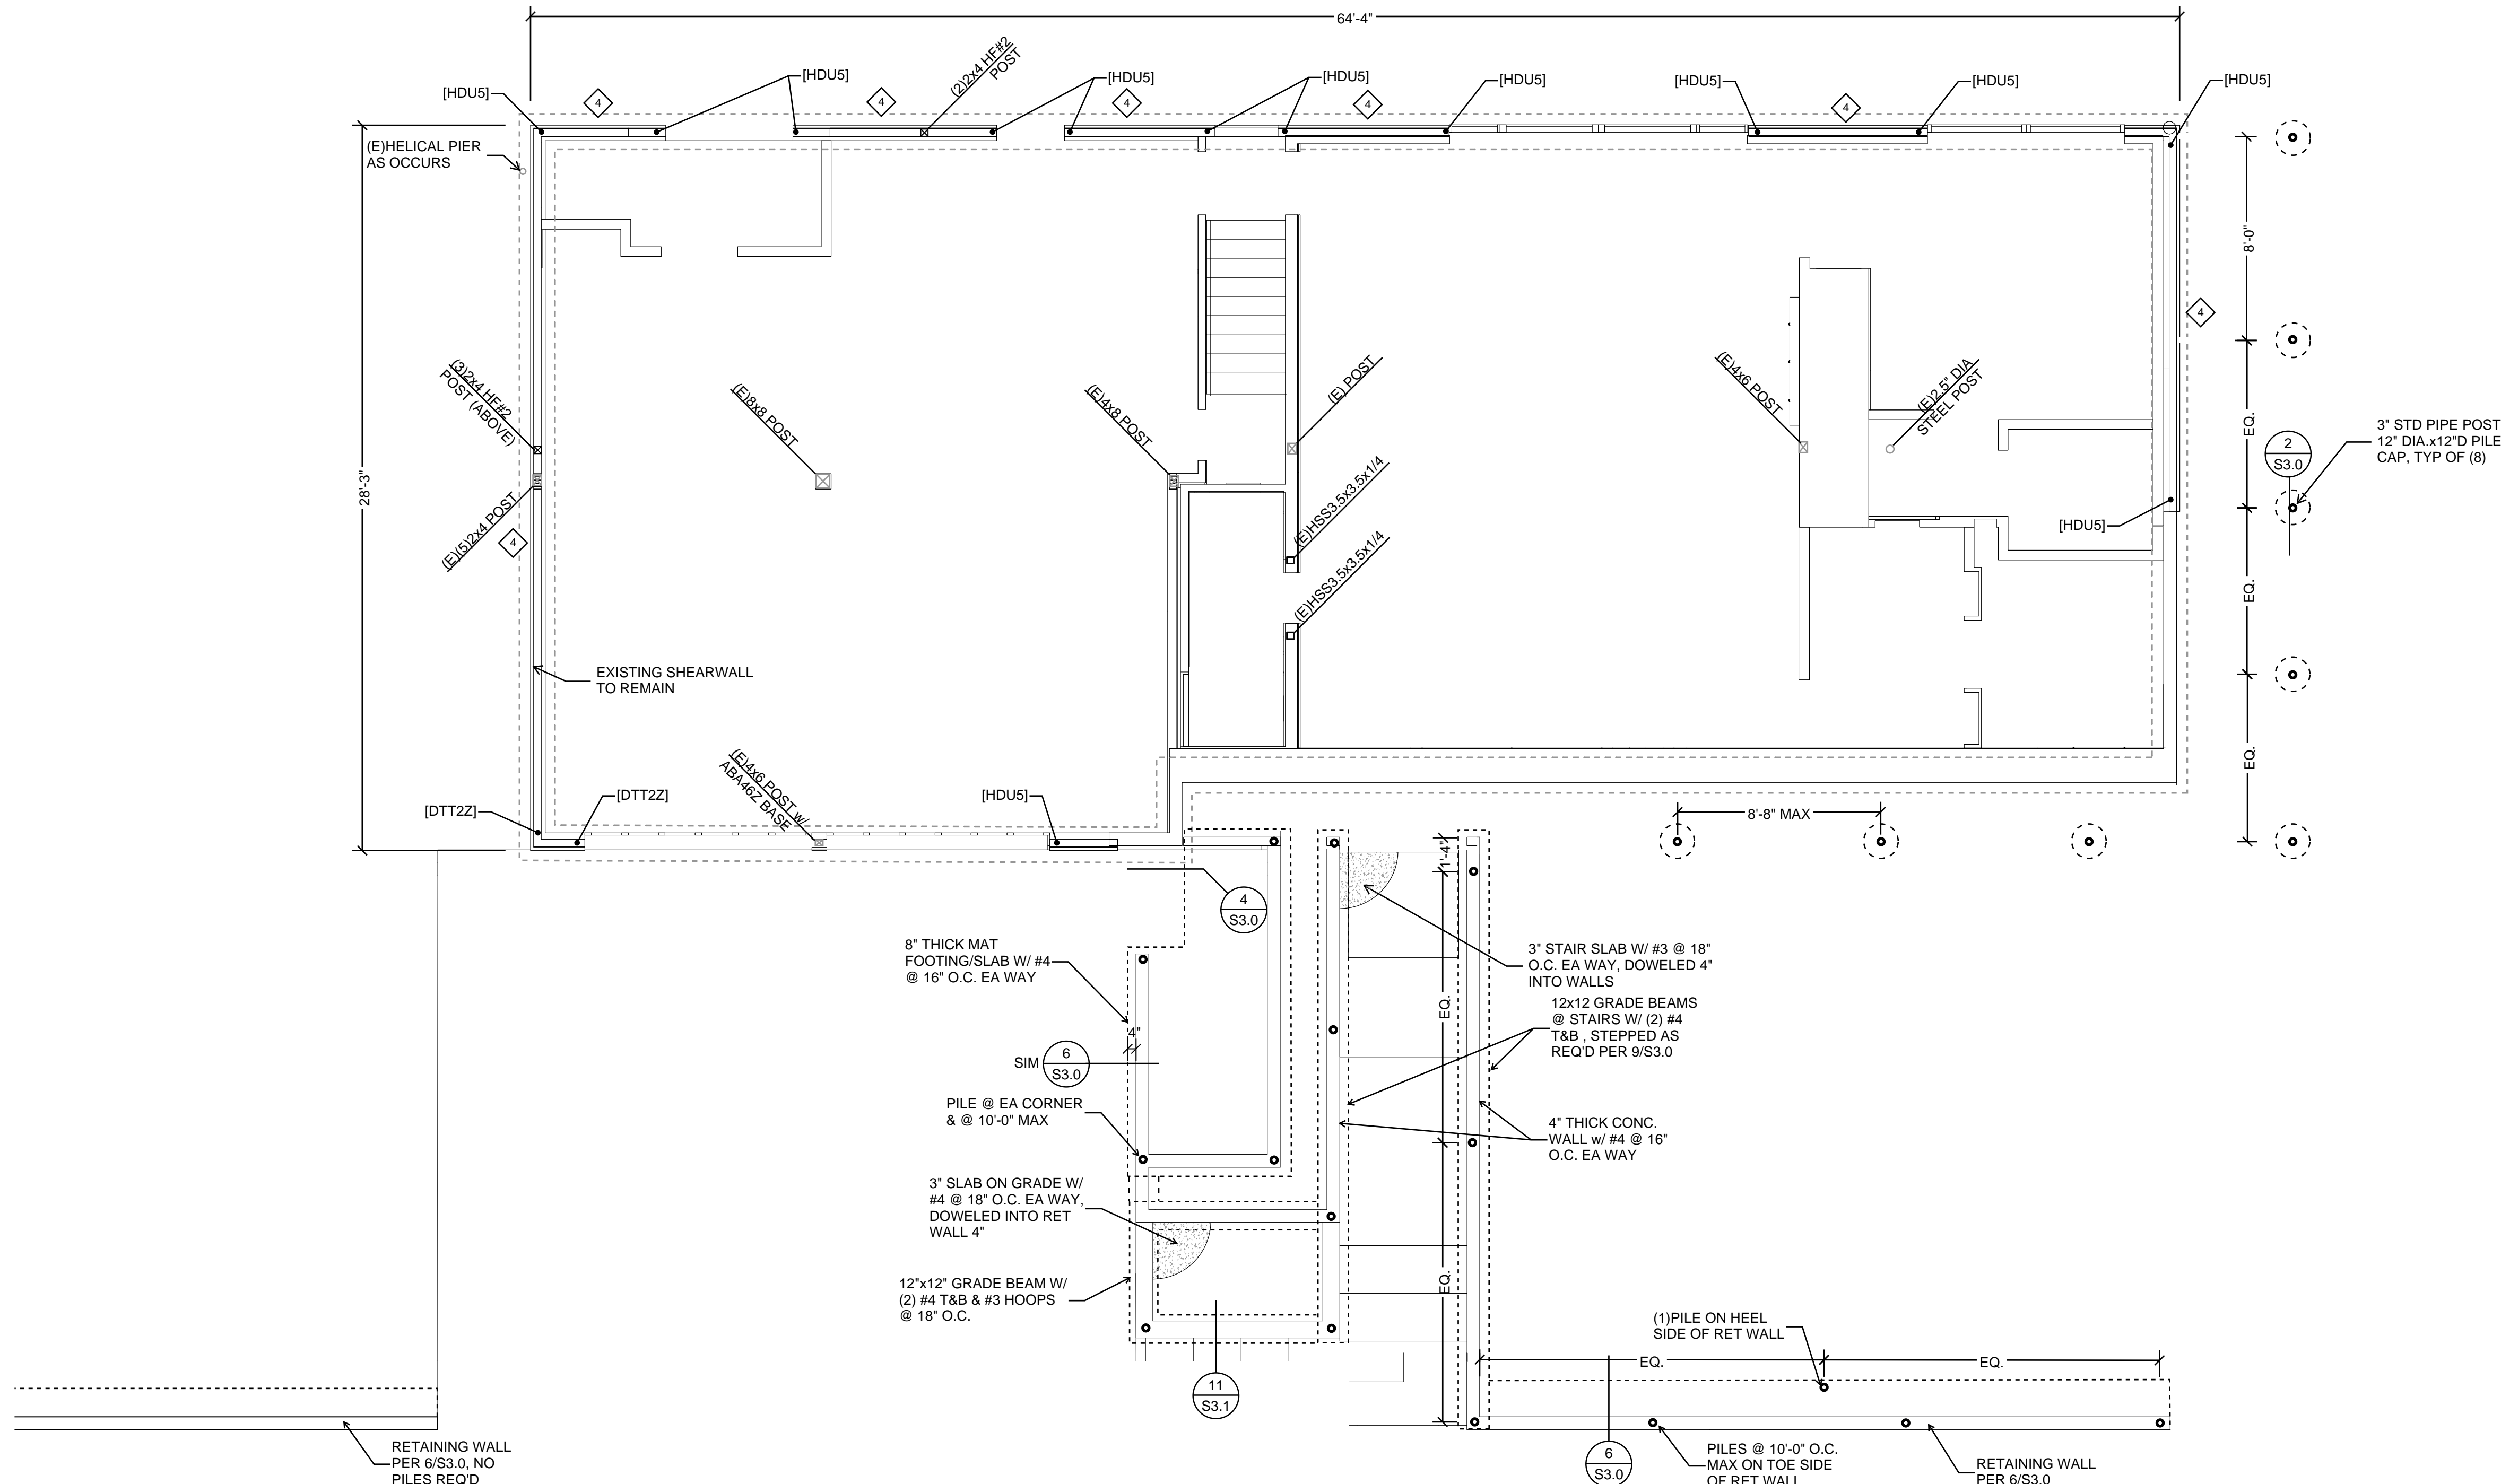 64'-4"
[HDU5]
4
[HDU5]
4
(2)2x4 HF#2
POST
[HDU5]
4
[HDU5]
4
[HDU5]
[HDU5]
4
[HDU5]
[HDU5]
(E)HELICAL PIER
AS OCCURS
28'-3"
8'-0"
4
(3)2x4 HF#2
POST (ABOVE)
(E)8x8 POST
(E)4x8 POST
(E) POST
(E)4x6 POST
(E)2.5" DIA
STEEL POST
EQ.
2
S3.0
3" STD PIPE POST
12" DIA.x12"D PILE
CAP, TYP OF (8)
(E)(5)2x4 POST
4
(E)HSS3.5x3.5x1/4
(E)HSS3.5x3.5x1/4
[HDU5]
EQ.
EXISTING SHEARWALL
TO REMAIN
EQ.
[DTT2Z]
[DTT2Z]
(E)4x6 POST w/
ABA46Z BASE
[HDU5]
8'-8" MAX
1'-4"
4
S3.0
8" THICK MAT
FOOTING/SLAB W/ #4
@ 16" O.C. EA WAY
3" STAIR SLAB W/ #3 @ 18"
O.C. EA WAY, DOWELED 4"
INTO WALLS
EQ.
12x12 GRADE BEAMS
@ STAIRS W/ (2) #4
T&B , STEPPED AS
REQ'D PER 9/S3.0
4"
SIM
6
S3.0
PILE @ EA CORNER
& @ 10'-0" MAX
4" THICK CONC.
WALL w/ #4 @ 16"
O.C. EA WAY
3" SLAB ON GRADE W/
#4 @ 18" O.C. EA WAY,
DOWELED INTO RET
WALL 4"
12"x12" GRADE BEAM W/
(2) #4 T&B & #3 HOOPS
@ 18" O.C.
EQ.
(1)PILE ON HEEL
SIDE OF RET WALL
EQ.
EQ.
11
S3.1
RETAINING WALL
PER 6/S3.0, NO
PILES REQ'D
6
S3.0
PILES @ 10'-0" O.C.
MAX ON TOE SIDE
OF RET WALL
RETAINING WALL
PER 6/S3.0